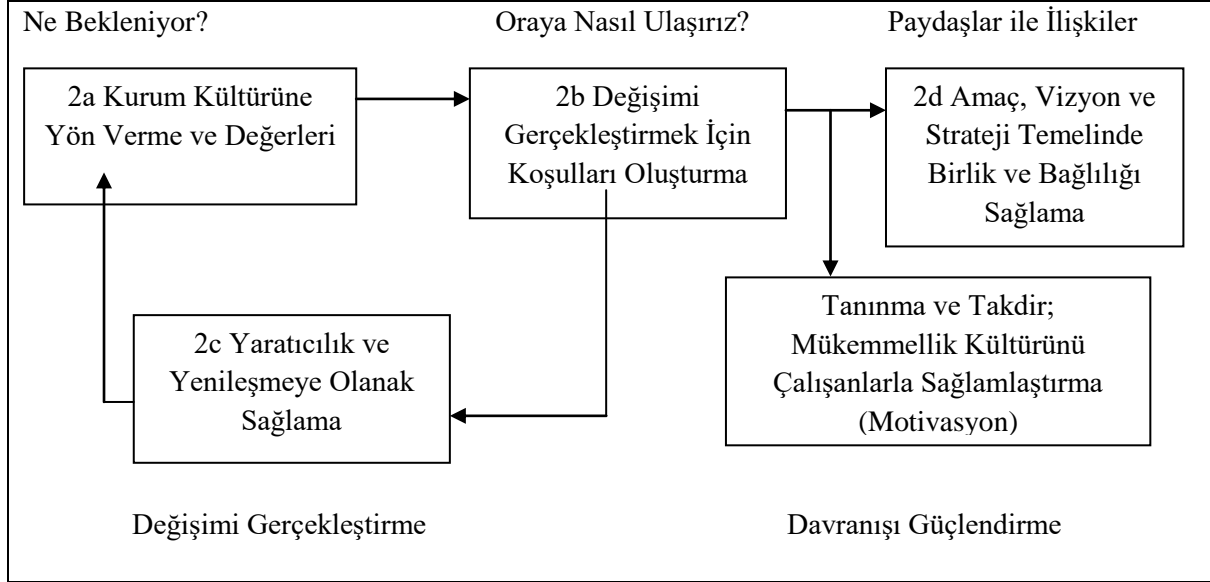 Ne Bekleniyor?
Oraya Nasıl Ulaşırız?
Paydaşlar ile İlişkiler
2a Kurum Kültürüne
Yön Verme ve Değerleri
2b Değişimi
Gerçekleştirmek İçin
Koşulları Oluşturma
2d Amaç, Vizyon ve
Strateji Temelinde
Birlik ve Bağlılığı
Sağlama
2c Yaratıcılık ve
Yenileşmeye Olanak
Sağlama
Tanınma ve Takdir;
Mükemmellik Kültürünü
Çalışanlarla Sağlamlaştırma
(Motivasyon)
Değişimi Gerçekleştirme
Davranışı Güçlendirme